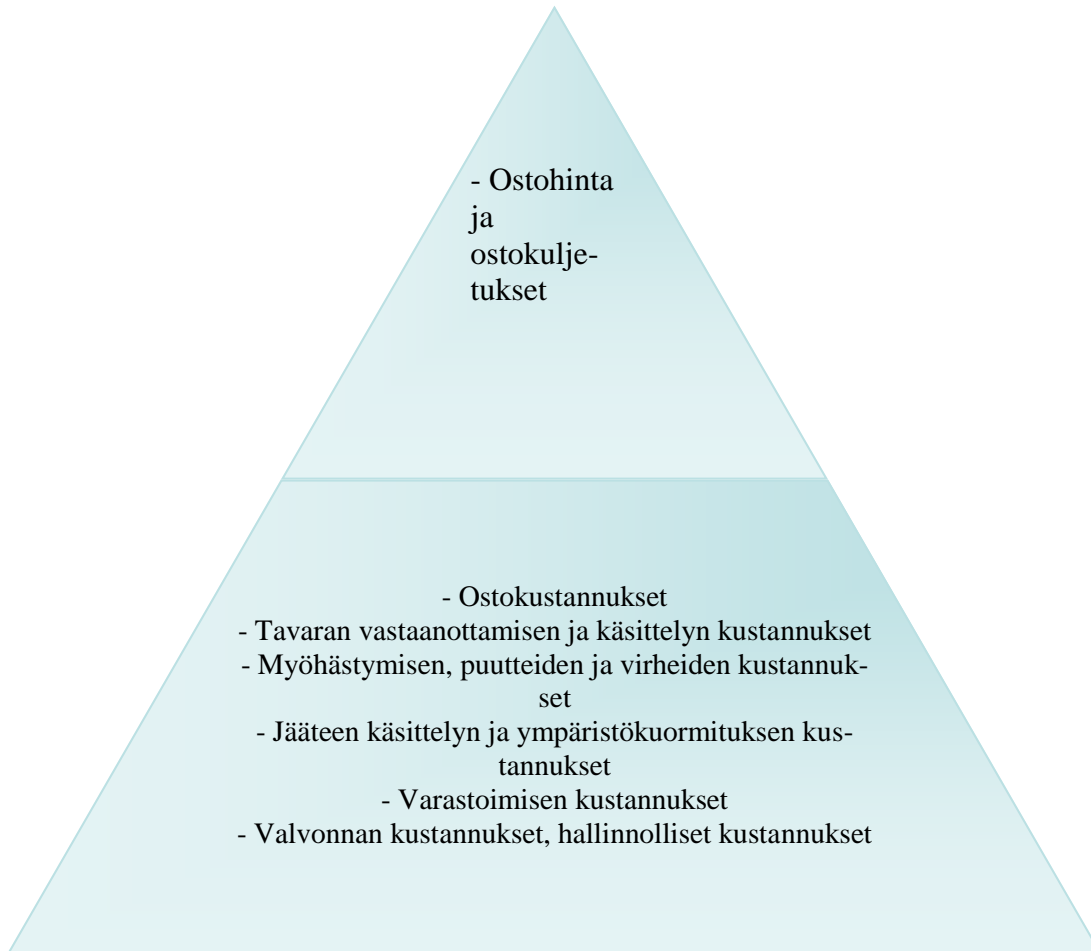 - Ostohinta
ja
ostokulje-
tukset
- Ostokustannukset
- Tavaran vastaanottamisen ja käsittelyn kustannukset
- Myöhästymisen, puutteiden ja virheiden kustannuk-
set
- Jääteen käsittelyn ja ympäristökuormituksen kus-
tannukset
- Varastoimisen kustannukset
- Valvonnan kustannukset, hallinnolliset kustannukset